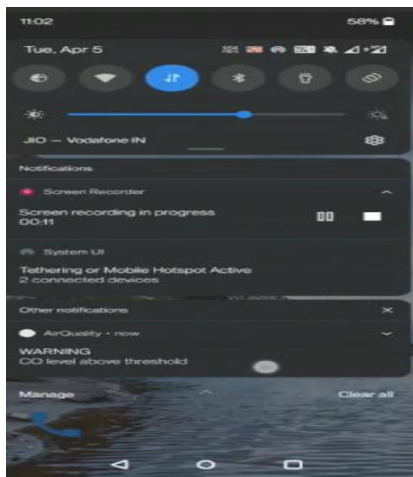 11:02 58%
Tue, Apr 5
JIO — Vodafone IN
Notifications
Screen Recorder
Screen recording in progress
00:11
System UI
Tethering or Mobile Hotspot Active
2 connected devices
Other notifications
AirQuality • now
WARNING
CO level above threshold
Manage Clear all